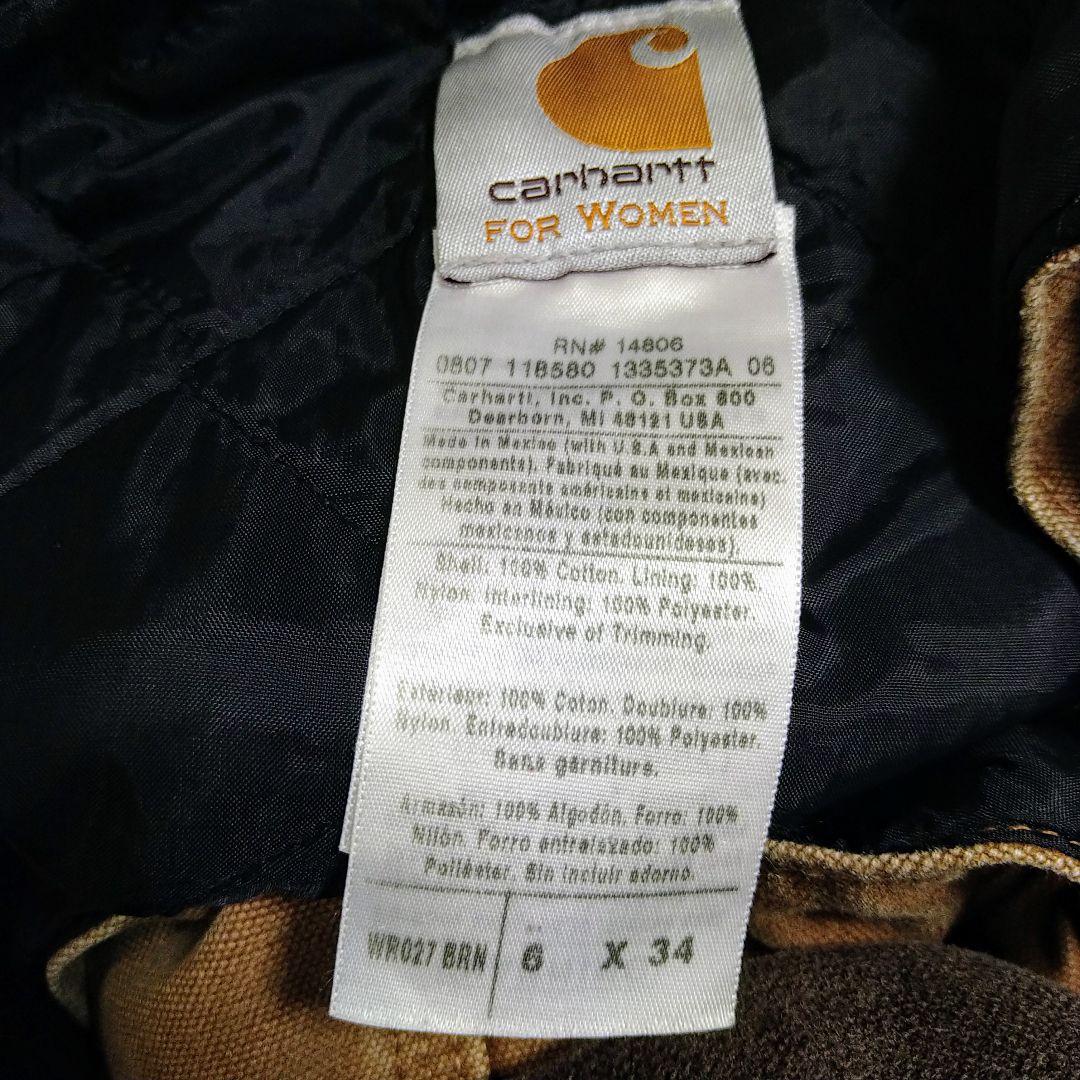 carhartt
FOR WOMEN
RN# 14806
0807 118580 1335373A 06
Carhartt, Inc. P. O. Box 600
Dearborn, MI 48121 USA
Made in Mexico (with U.S.A and Mexican
components). Fabriqué au Mexique (avec
des composants américains et mexicains)
Hecho en México (con componentes
mexicanos y estadounideses).
Shell: 100% Cotton. Lining: 100%.
Nylon. Interlining: 100% Polyester.
Exclusive of Trimming.
Extérieur: 100% Coton. Doublure: 100%
Nylon. Entredoublure: 100% Polyester.
Sans garniture.
Armasón: 100% Algodón. Forro: 100%
Nilón. Forro entrelazado: 100%
Poliéster. Sin incluir adorno.
WR027 BRN 6 X 34